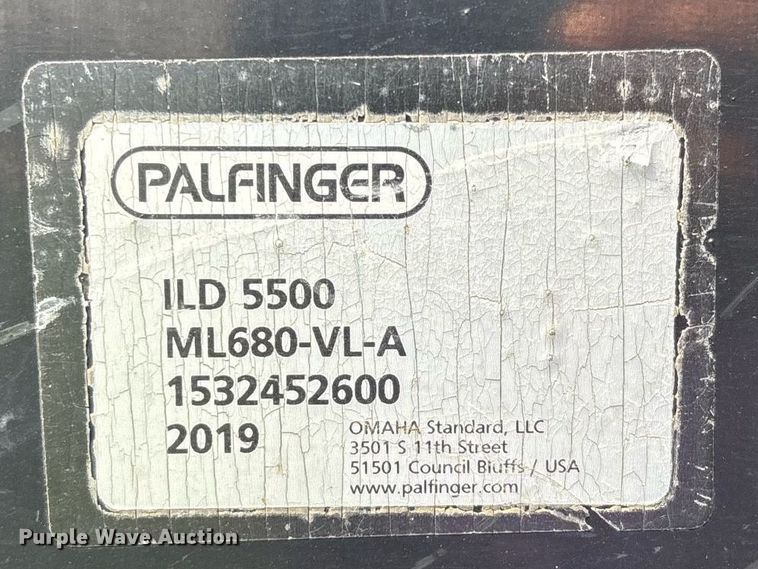 PALFINGER
ILD 5500
ML680-VL-A
1532452600
2019
OMAHA Standard, LLC
3501 S 11th Street
51501 Council Bluffs / USA
www.palfinger.com
Purple Wave Auction